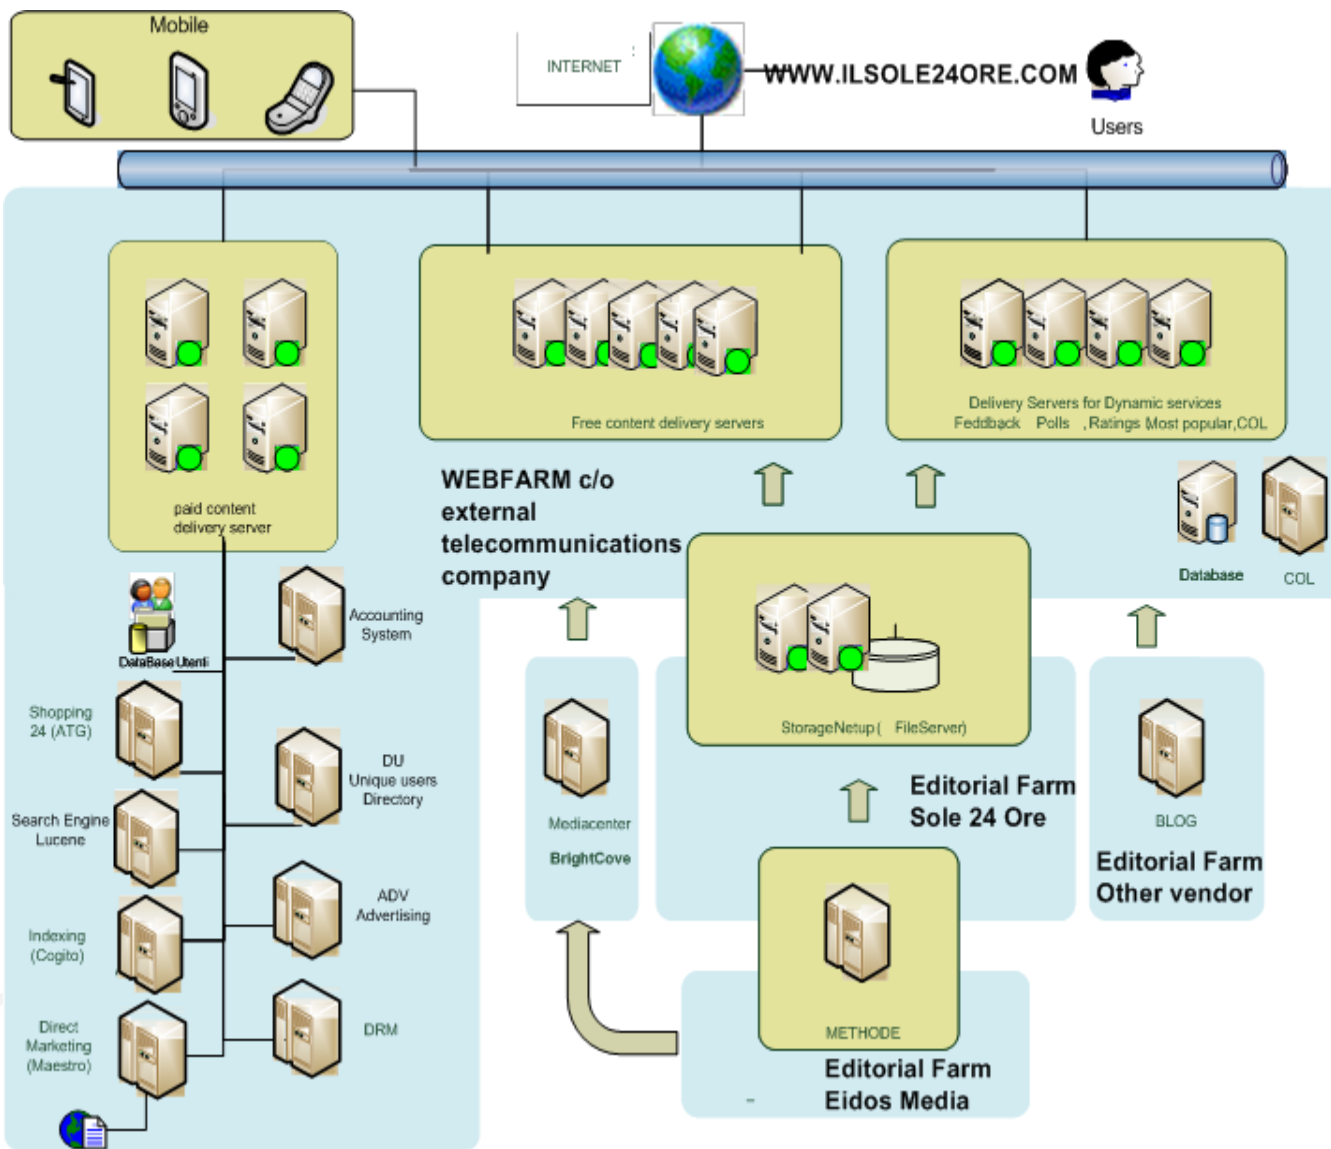 Mobile
INTERNET
WWW.ILSOLE24ORE.COM
Users
paid content
delivery server
Free content delivery servers
Delivery Servers for Dynamic services
Feddback Polls ,Ratings (Most popular,COL
WEBFARM c/o
external
telecommunications
company
Database
COL
DataBase Utenti
Accounting
System
Shopping
24 (ATG)
DU
Unique users
Directory
Search Engine
Lucene
ADV
Advertising
Indexing
(Cogito)
Direct
Marketing
(Maestro)
DRM
StorageNetup ( FileServer)
Mediacenter
BrightCove
Editorial Farm
Sole 24 Ore
BLOG
Editorial Farm
Other vendor
METHODE
Editorial Farm
Eidos Media